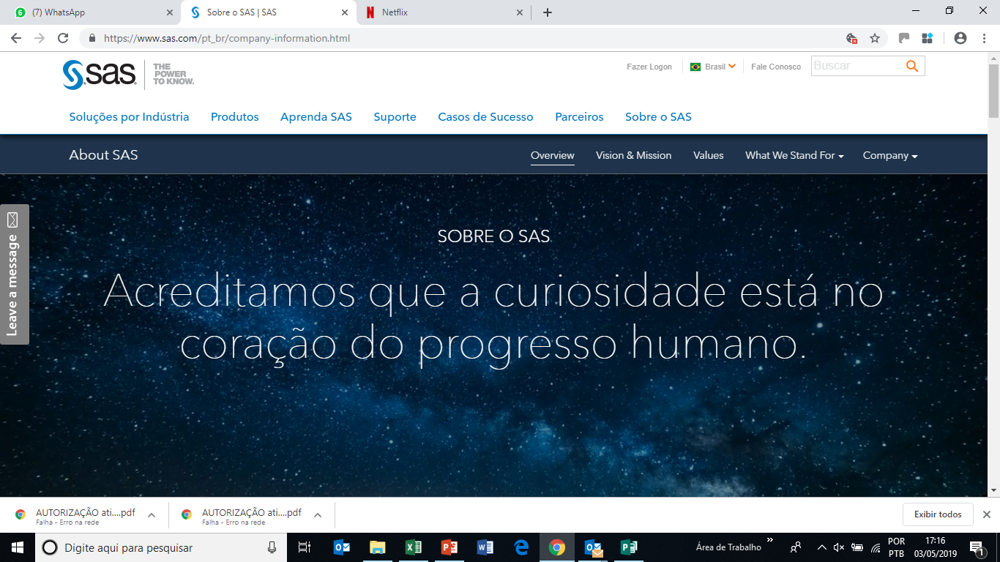 6
(7) WhatsApp
Sobre o SAS | SAS
Netflix
https://www.sas.com/pt_br/company-information.html
sas
THE
POWER
TO KNOW.
Fazer Logon
Brasil
Fale Conosco
Buscar
Soluções por Indústria
Produtos
Aprenda SAS
Suporte
Casos de Sucesso
Parceiros
Sobre o SAS
About SAS
Overview
Vision & Mission
Values
What We Stand For
Company
Leave a message
SOBRE O SAS
Acreditamos que a curiosidade está no
coração do progresso humano.
AUTORIZAÇÃO ati....pdf
Falha - Erro na rede
AUTORIZAÇÃO ati....pdf
Falha - Erro na rede
Exibir todos
Digite aqui para pesquisar
Área de Trabalho
POR
PTB
17:16
03/05/2019
1